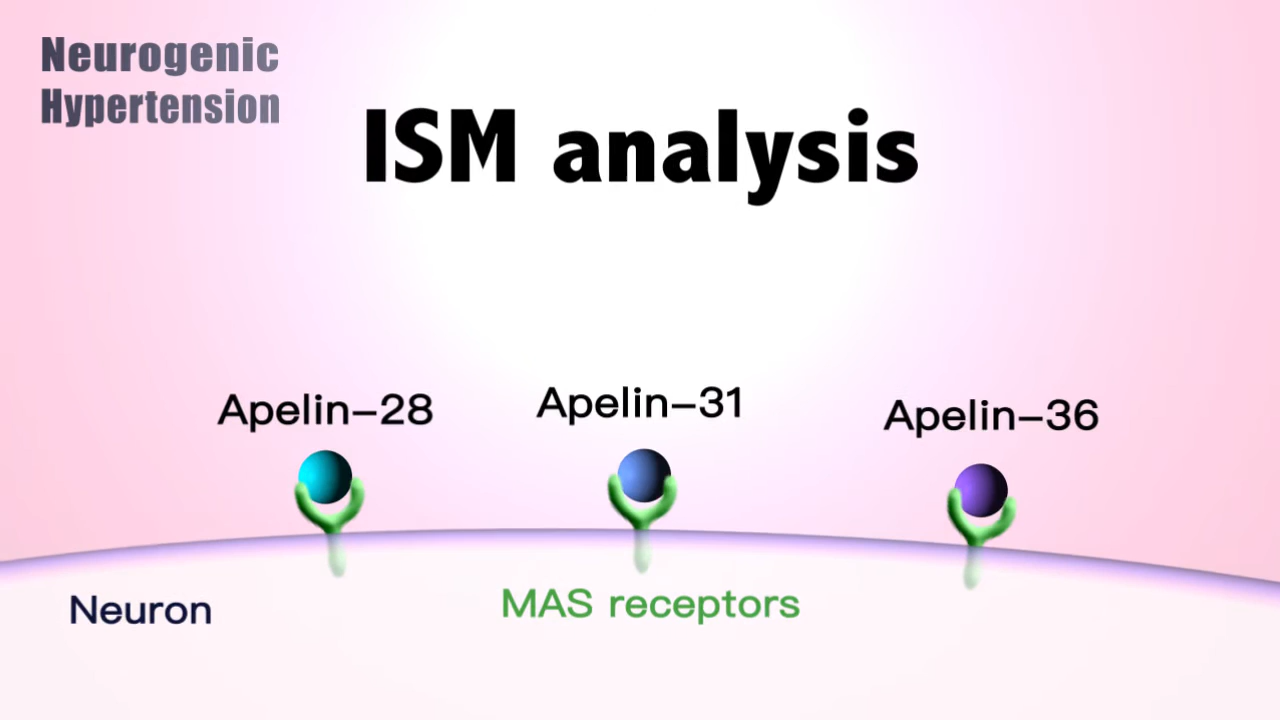 Neurogenic
Hypertension
ISM analysis
Apelin-28
Apelin-31
Apelin-36
Neuron
MAS receptors